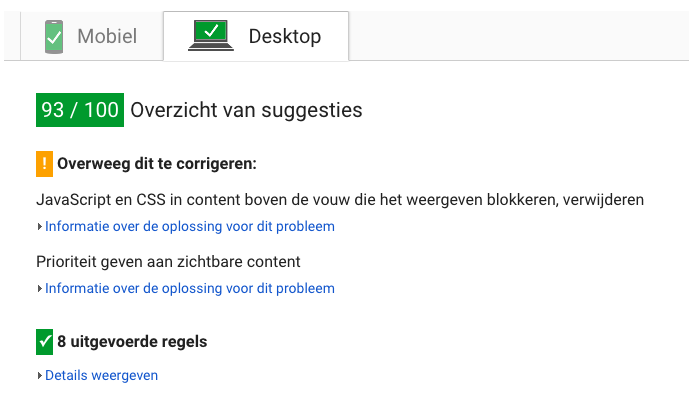 Mobiel
Desktop
93 / 100 Overzicht van suggesties
! Overweeg dit te corrigeren:
JavaScript en CSS in content boven de vouw die het weergeven blokkeren, verwijderen
Informatie over de oplossing voor dit probleem
Prioriteit geven aan zichtbare content
Informatie over de oplossing voor dit probleem
8 uitgevoerde regels
Details weergeven